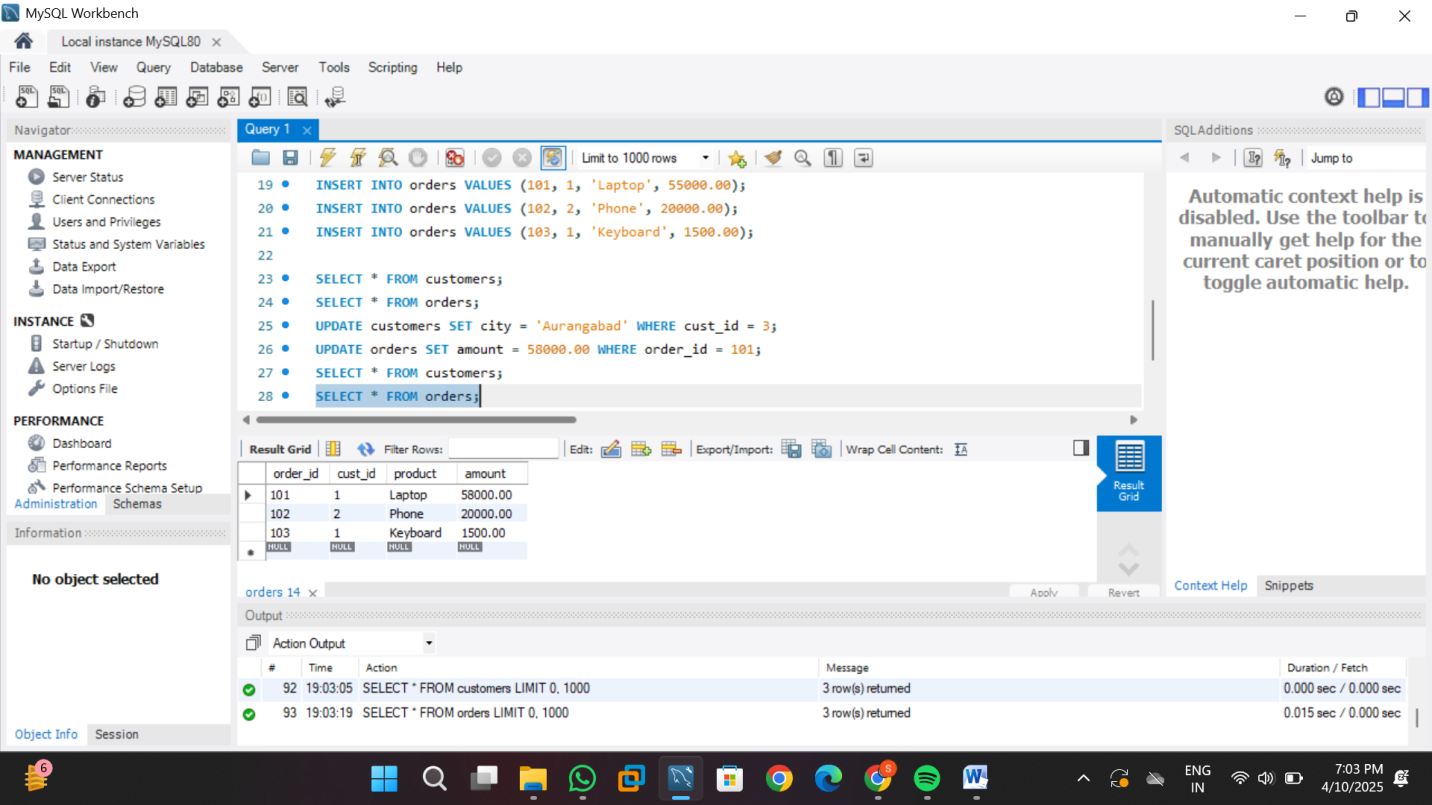 MySQL Workbench
Local instance MySQL80
File Edit View Query Database Server Tools Scripting Help
Navigator
MANAGEMENT
Server Status
Client Connections
Users and Privileges
Status and System Variables
Data Export
Data Import/Restore
INSTANCE
Startup / Shutdown
Server Logs
Options File
PERFORMANCE
Dashboard
Performance Reports
Performance Schema Setup
Administration Schemas
Information
No object selected
Object Info Session
Query 1
Limit to 1000 rows
19 INSERT INTO orders VALUES (101, 1, 'Laptop', 55000.00);
20 INSERT INTO orders VALUES (102, 2, 'Phone', 20000.00);
21 INSERT INTO orders VALUES (103, 1, 'Keyboard', 1500.00);
22
23 SELECT * FROM customers;
24 SELECT * FROM orders;
25 UPDATE customers SET city = 'Aurangabad' WHERE cust_id = 3;
26 UPDATE orders SET amount = 58000.00 WHERE order_id = 101;
27 SELECT * FROM customers;
28 SELECT * FROM orders;
Result Grid Filter Rows: Edit: Export/Import: Wrap Cell Content:
order_id cust_id product amount
101 1 Laptop 58000.00
102 2 Phone 20000.00
103 1 Keyboard 1500.00
NULL NULL NULL NULL
Result
Grid
orders 14 Apply Revert
SQLAdditions
Jump to
Automatic context help is
disabled. Use the toolbar to
manually get help for the
current caret position or to
toggle automatic help.
Context Help Snippets
Output
Action Output
# Time Action Message Duration / Fetch
92 19:03:05 SELECT * FROM customers LIMIT 0, 1000 3 row(s) returned 0.000 sec / 0.000 sec
93 19:03:19 SELECT * FROM orders LIMIT 0, 1000 3 row(s) returned 0.015 sec / 0.000 sec
6
S
ENG
IN
7:03 PM
4/10/2025